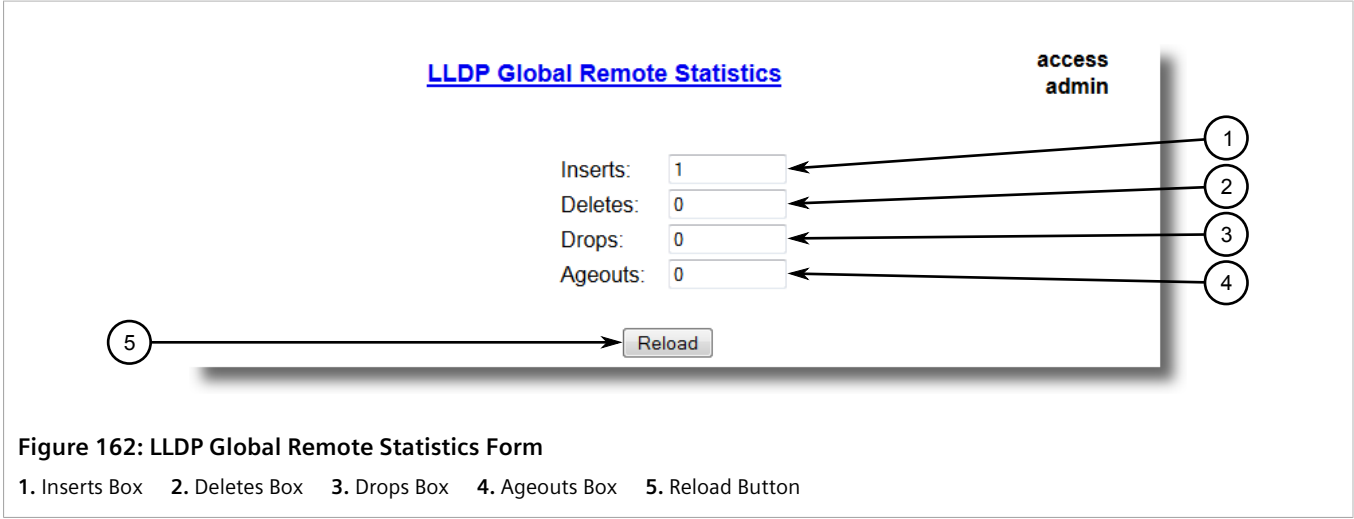 LLDP Global Remote Statistics
access
admin
1
Inserts: 1
2
Deletes: 0
3
Drops: 0
4
Ageouts: 0
5
Reload
Figure 162: LLDP Global Remote Statistics Form
1. Inserts Box 2. Deletes Box 3. Drops Box 4. Ageouts Box 5. Reload Button